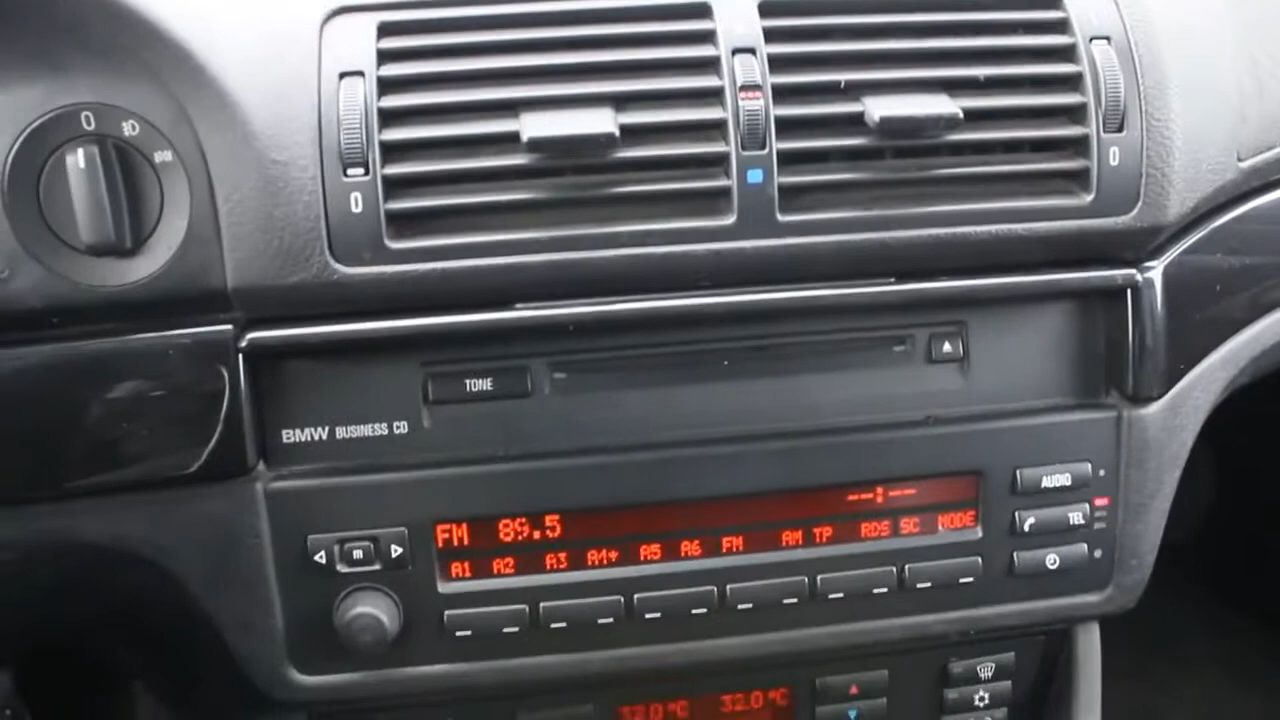 0
0
0
TONE
BMW BUSINESS CD
AUDIO
FM 89.5
TEL
m
A1 A2 A3 A4 A5 A6 FM AM TP RDS SC MODE
32.0°C 32.0°C